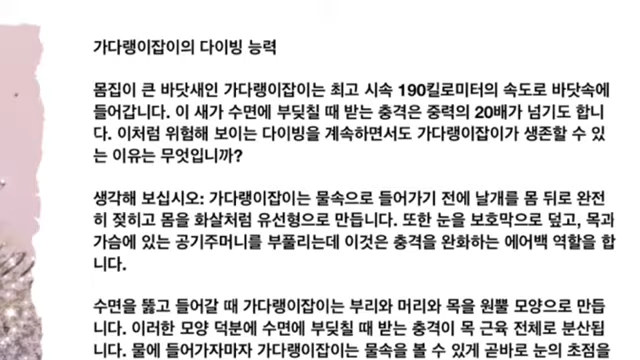 가다랭이잡이의 다이빙 능력
몸집이 큰 바닷새인 가다랭이잡이는 최고 시속 190킬로미터의 속도로 바닷속에
들어갑니다. 이 새가 수면에 부딪칠 때 받는 충격은 중력의 20배가 넘기도 합니
다. 이처럼 위험해 보이는 다이빙을 계속하면서도 가다랭이잡이가 생존할 수 있
는 이유는 무엇입니까?
생각해 보십시오: 가다랭이잡이는 물속으로 들어가기 전에 날개를 몸 뒤로 완전
히 젖히고 몸을 화살처럼 유선형으로 만듭니다. 또한 눈을 보호막으로 덮고, 목과
가슴에 있는 공기주머니를 부풀리는데 이것은 충격을 완화하는 에어백 역할을 합
니다.
수면을 뚫고 들어갈 때 가다랭이잡이는 부리와 머리와 목을 원뿔 모양으로 만듭
니다. 이러한 모양 덕분에 수면에 부딪칠 때 받는 충격이 목 근육 전체로 분산됩
니다. 물에 들어가자마자 가다랭이잡이는 물속을 볼 수 있게 곧바로 눈의 초점을